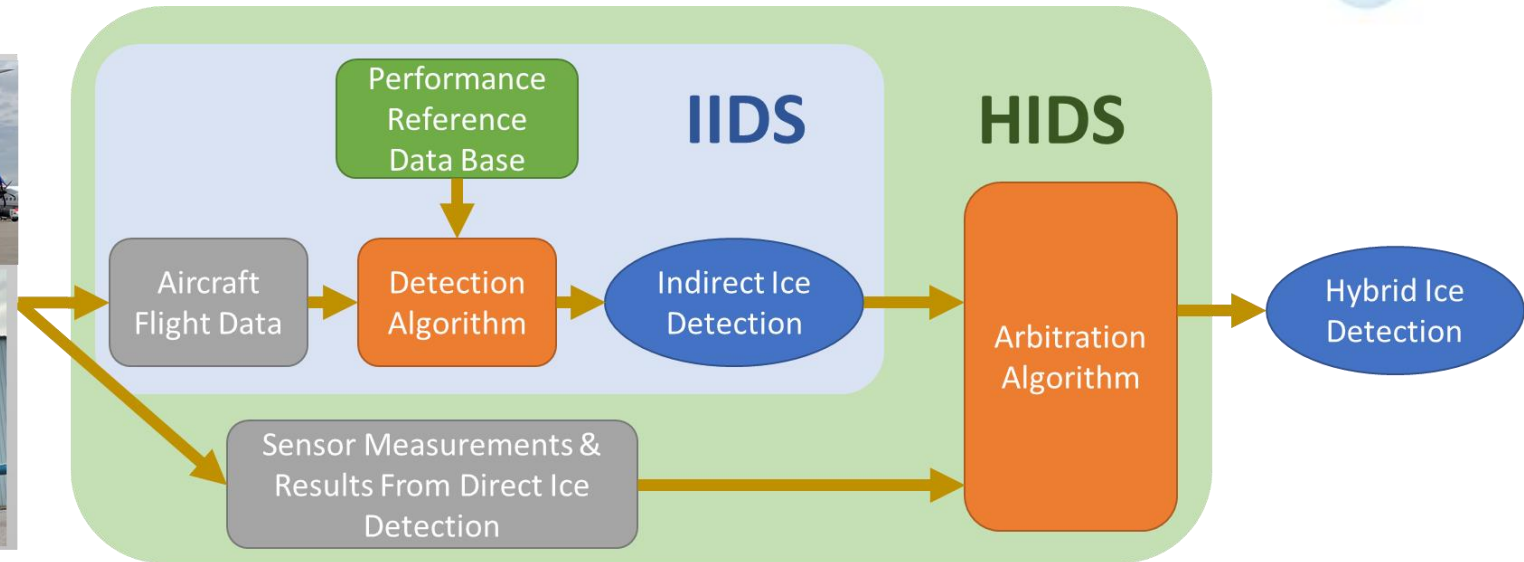 Performance
Reference
Data Base
IIDS
HIDS
Aircraft
Flight Data
Detection
Algorithm
Indirect Ice
Detection
Arbitration
Algorithm
Hybrid Ice
Detection
Sensor Measurements &
Results From Direct Ice
Detection